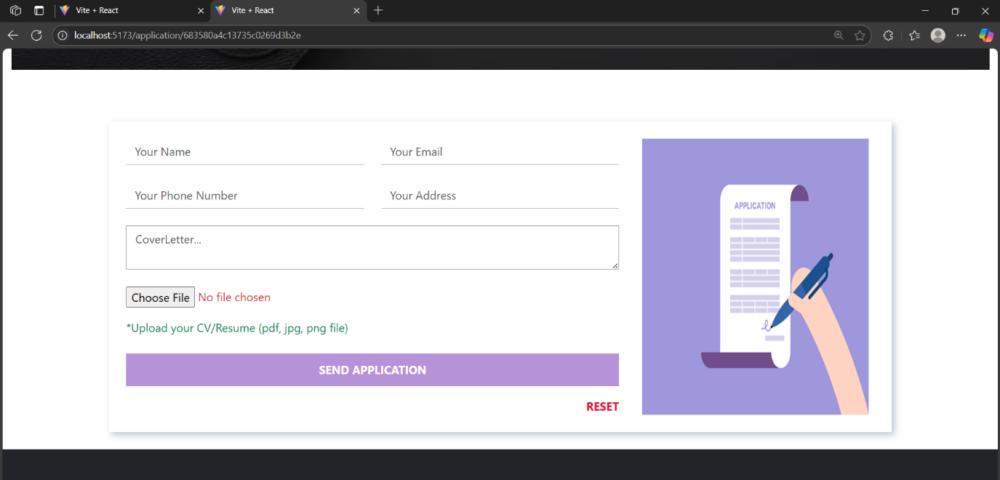 Vite + React
Vite + React
localhost:5173/application/683580a4c13735c0269d3b2e
Your Name
Your Email
Your Phone Number
Your Address
CoverLetter...
Choose File No file chosen
*Upload your CV/Resume (pdf, jpg, png file)
SEND APPLICATION
RESET
APPLICATION